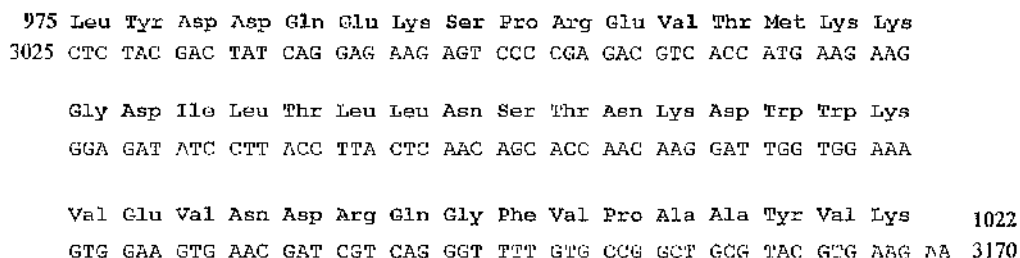 975 Leu Tyr Asp Asp Gln Glu Lys Ser Pro Arg Glu Val Thr Met Lys Lys
3025 CTC TAC GAC TAT CAG GAG AAG AGT CCC CGA GAC GTC ACC ATG AAG AAG
Gly Asp Ile Leu Thr Leu Leu Asn Ser Thr Asn Lys Asp Trp Trp Lys
GGA GAT ATC CTT ACC TTA CTC AAC AGC ACC AAC AAG GAT TGG TGG AAA
Val Glu Val Asn Asp Arg Gln Gly Phe Val Pro Ala Ala Tyr Val Lys 1022
GTG GAA GTG AAC GAT CGT CAG GGT TTT GTG CCG GCT GCG TAC GTG AAG AA 3170